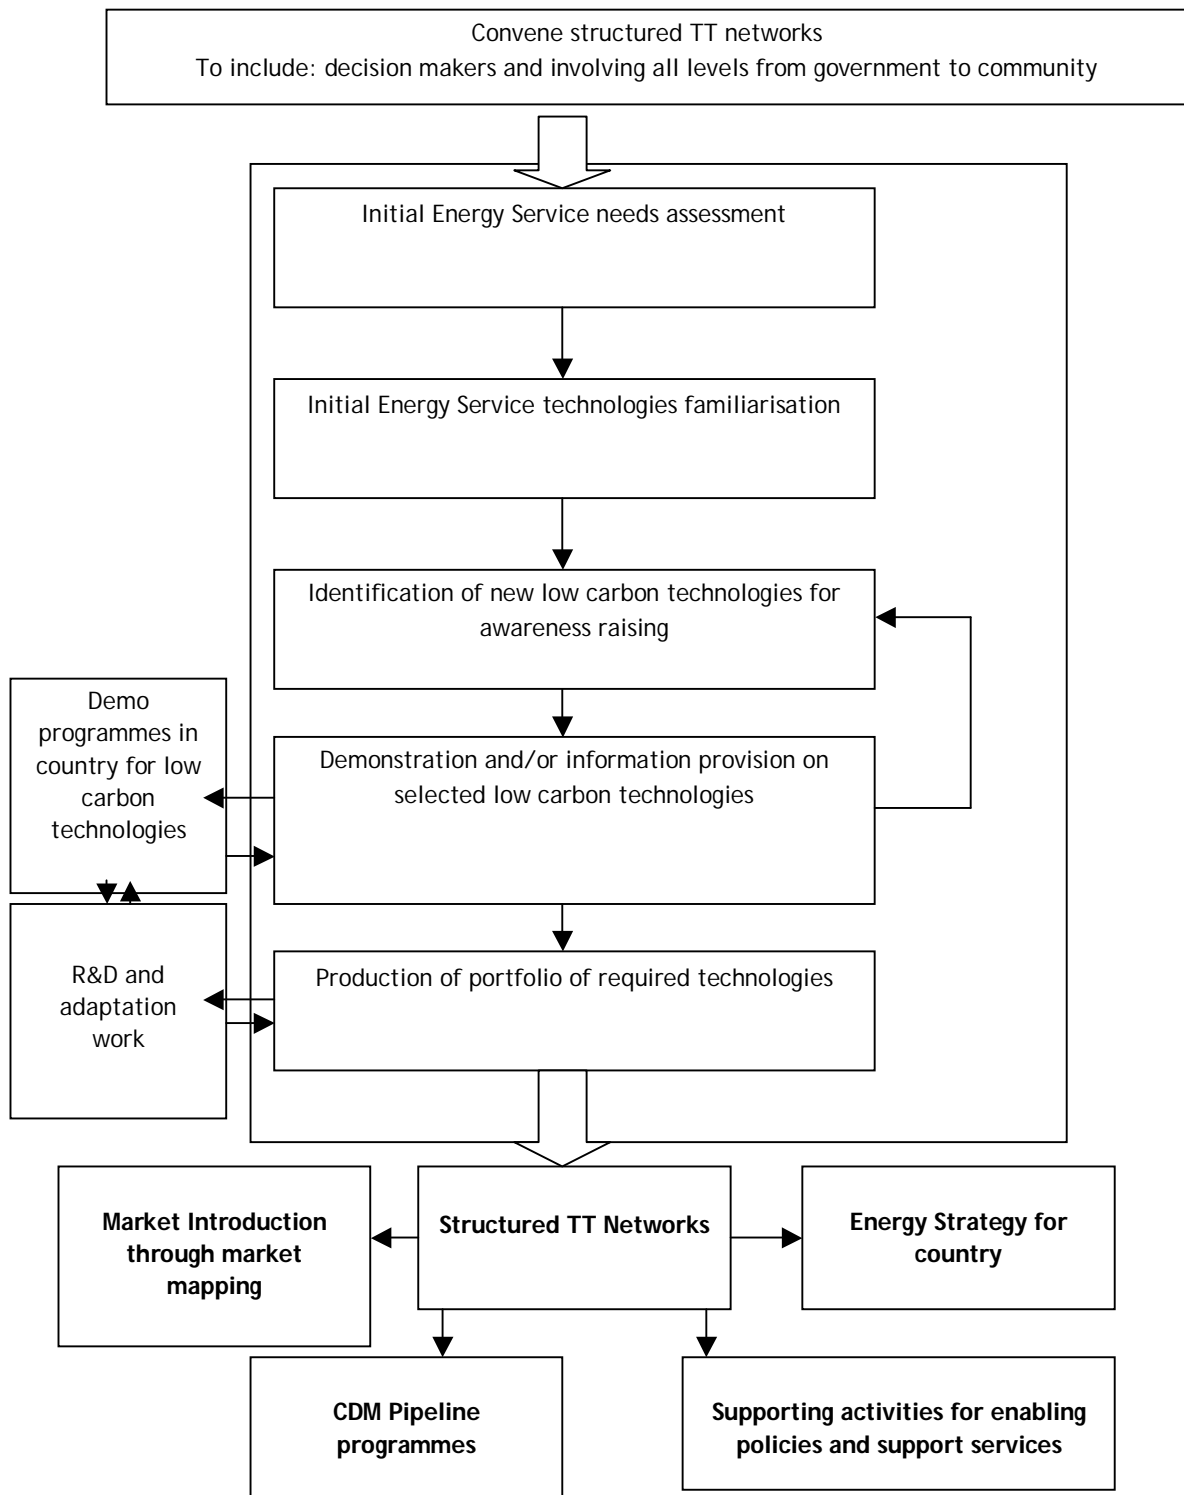 Convene structured TT networks
To include: decision makers and involving all levels from government to community
Initial Energy Service needs assessment
Initial Energy Service technologies familiarisation
Identification of new low carbon technologies for
awareness raising
Demo
programmes in
country for low
carbon
technologies
Demonstration and/or information provision on
selected low carbon technologies
R&D and
adaptation
work
Production of portfolio of required technologies
Market Introduction
through market
mapping
Structured TT Networks
Energy Strategy for
country
CDM Pipeline
programmes
Supporting activities for enabling
policies and support services